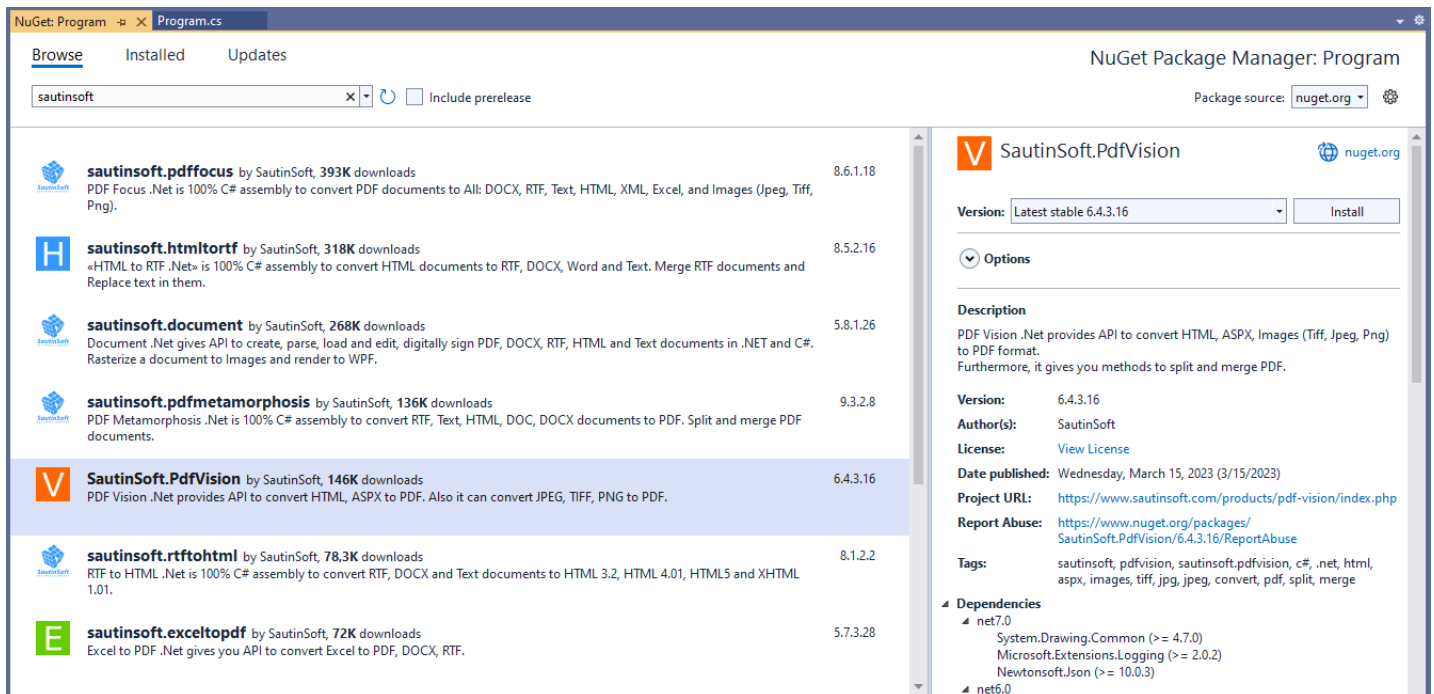 NuGet: Program
Program.cs
Browse Installed Updates
NuGet Package Manager: Program
sautinsoft
Include prerelease
Package source: nuget.org
sautinsoft.pdffocus by SautinSoft, 393K downloads
8.6.1.18
PDF Focus .Net is 100% C# assembly to convert PDF documents to All: DOCX, RTF, Text, HTML, XML, Excel, and Images (Jpeg, Tiff,
Png).
SautinSoft
H
sautinsoft.htmltortf by SautinSoft, 318K downloads
8.5.2.16
«HTML to RTF .Net» is 100% C# assembly to convert HTML documents to RTF, DOCX, Word and Text. Merge RTF documents and
Replace text in them.
sautinsoft.document by SautinSoft, 268K downloads
5.8.1.26
Document .Net gives API to create, parse, load and edit, digitally sign PDF, DOCX, RTF, HTML and Text documents in .NET and C#.
Rasterize a document to Images and render to WPF.
SautinSoft
sautinsoft.pdfmetamorphosis by SautinSoft, 136K downloads
9.3.2.8
PDF Metamorphosis .Net is 100% C# assembly to convert RTF, Text, HTML, DOC, DOCX documents to PDF. Split and merge PDF
documents.
SautinSoft
V
SautinSoft.PdfVision by SautinSoft, 146K downloads
6.4.3.16
PDF Vision .Net provides API to convert HTML, ASPX to PDF. Also it can convert JPEG, TIFF, PNG to PDF.
sautinsoft.rtftohtml by SautinSoft, 78,3K downloads
8.1.2.2
RTF to HTML .Net is 100% C# assembly to convert RTF, DOCX and Text documents to HTML 3.2, HTML 4.01, HTML5 and XHTML
1.01.
SautinSoft
E
sautinsoft.exceltopdf by SautinSoft, 72K downloads
5.7.3.28
Excel to PDF .Net gives you API to convert Excel to PDF, DOCX, RTF.
V
SautinSoft.PdfVision
nuget.org
Version: Latest stable 6.4.3.16
Install
Options
Description
PDF Vision .Net provides API to convert HTML, ASPX, Images (Tiff, Jpeg, Png)
to PDF format.
Furthermore, it gives you methods to split and merge PDF.
Version: 6.4.3.16
Author(s): SautinSoft
License: View License
Date published: Wednesday, March 15, 2023 (3/15/2023)
Project URL: https://www.sautinsoft.com/products/pdf-vision/index.php
Report Abuse: https://www.nuget.org/packages/
SautinSoft.PdfVision/6.4.3.16/ReportAbuse
Tags: sautinsoft, pdfvision, sautinsoft.pdfvision, c#, .net, html,
aspx, images, tiff, jpg, jpeg, convert, pdf, split, merge
Dependencies
net7.0
System.Drawing.Common (>= 4.7.0)
Microsoft.Extensions.Logging (>= 2.0.2)
Newtonsoft.Json (>= 10.0.3)
net6.0